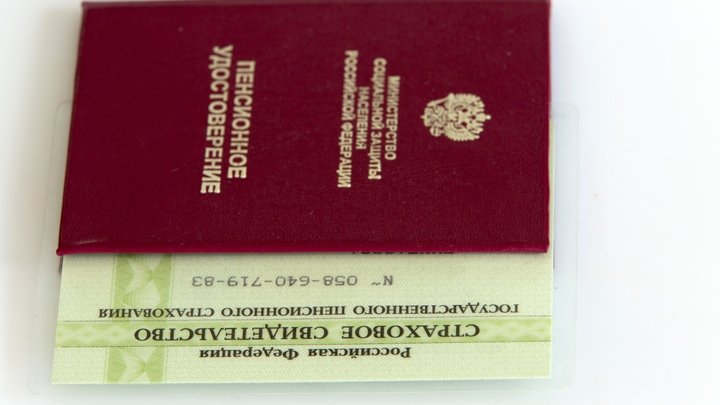 МИНИСТЕРСТВО
СОЦИАЛЬНОЙ ЗАЩИТЫ
НАСЕЛЕНИЯ
РОССИЙСКОЙ ФЕДЕРАЦИИ
ПЕНСИОННОЕ
УДОСТОВЕРЕНИЕ
Российская Федерация
СТРАХОВОЕ СВИДЕТЕЛЬСТВО
ГОСУДАРСТВЕННОГО ПЕНСИОННОГО СТРАХОВАНИЯ
N~ 058-640-719-83